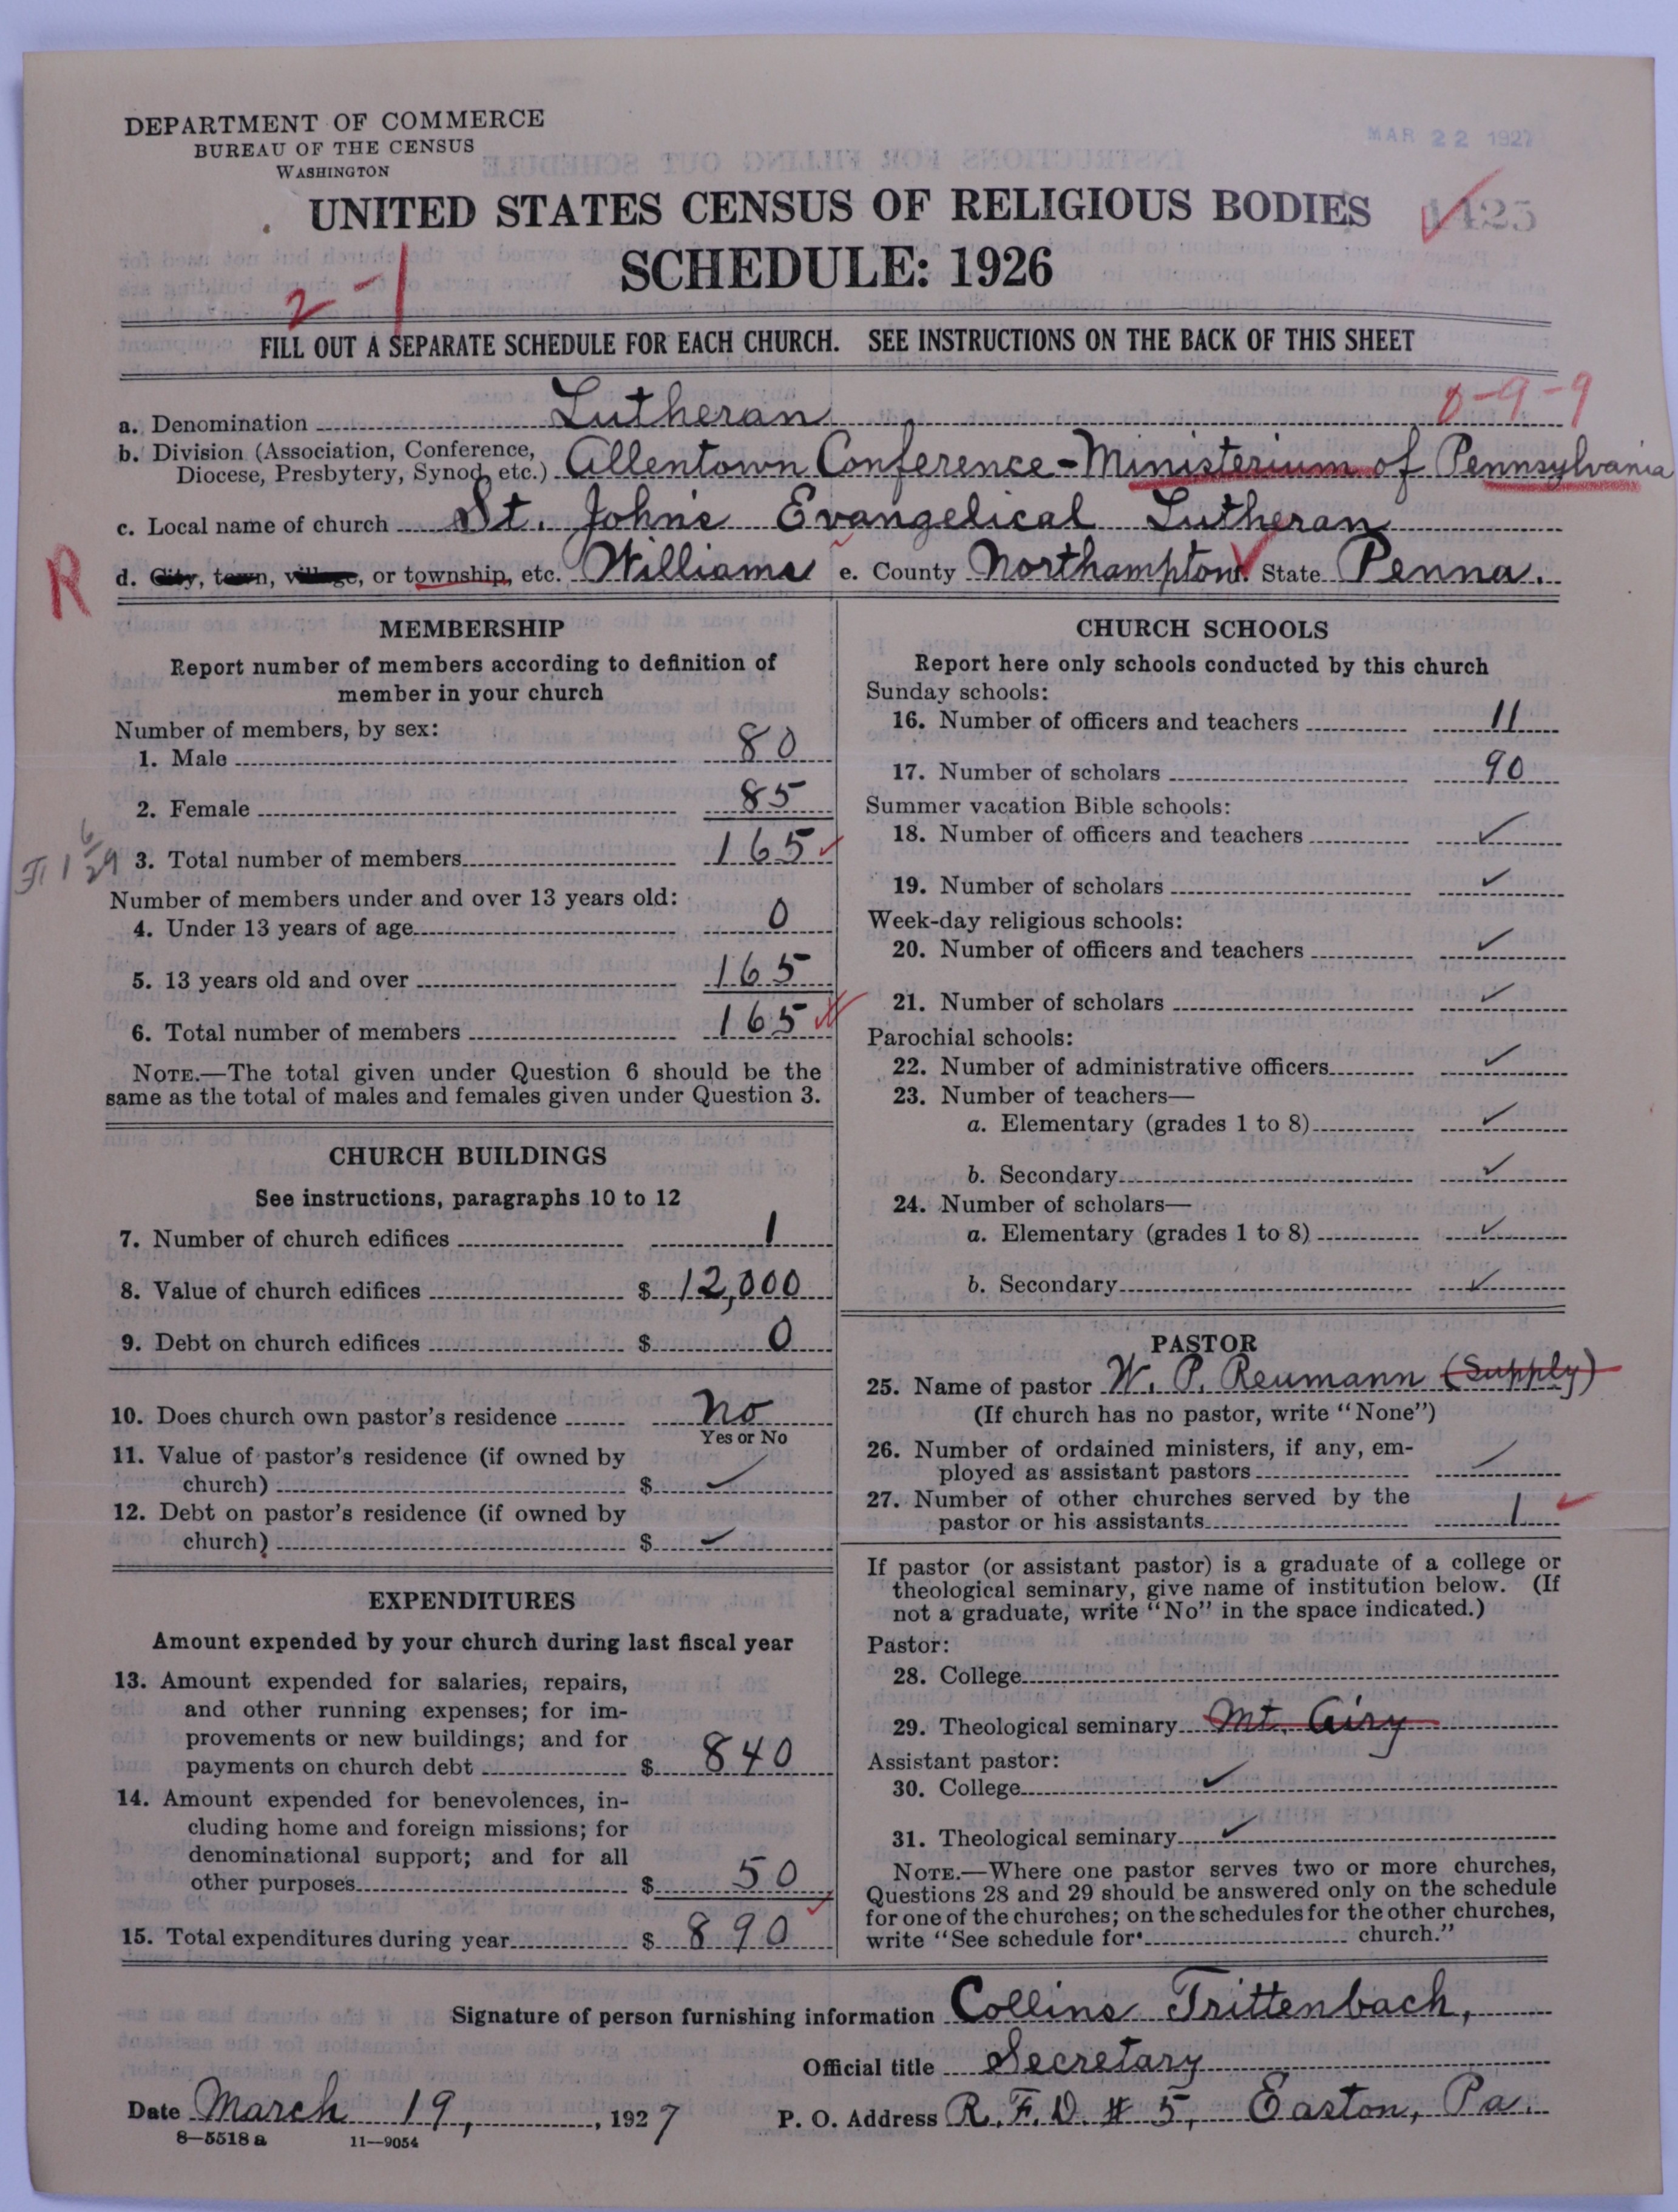 DEPARTMENT OF COMMERCE
BUREAU OF THE CENSUS
WASHINGTON
MAR 22 1927
UNITED STATES CENSUS OF RELIGIOUS BODIES
1425
SCHEDULE: 1926
2-1
FILL OUT A SEPARATE SCHEDULE FOR EACH CHURCH. SEE INSTRUCTIONS ON THE BACK OF THIS SHEET
0-9-9
a. Denomination Lutheran
b. Division (Association, Conference,
Diocese, Presbytery, Synod, etc.) Allentown Conference - Ministerium of Pennsylvania
c. Local name of church St. John's Evangelical Lutheran
R
d. City, town, village, or township, etc. Williams e. County Northampton. State Penna.
MEMBERSHIP
Report number of members according to definition of
member in your church
Number of members, by sex:
1. Male 80
2. Female 85
3. Total number of members 165
Number of members under and over 13 years old:
4. Under 13 years of age 0
5. 13 years old and over 165
6. Total number of members 165
NOTE.—The total given under Question 6 should be the
same as the total of males and females given under Question 3.
CHURCH BUILDINGS
See instructions, paragraphs 10 to 12
7. Number of church edifices 1
8. Value of church edifices $ 12,000
9. Debt on church edifices $ 0
10. Does church own pastor's residence No
Yes or No
11. Value of pastor's residence (if owned by
church) $ ✓
12. Debt on pastor's residence (if owned by
church) $ ✓
EXPENDITURES
Amount expended by your church during last fiscal year
13. Amount expended for salaries, repairs,
and other running expenses; for im-
provements or new buildings; and for
payments on church debt $ 840
14. Amount expended for benevolences, in-
cluding home and foreign missions; for
denominational support; and for all
other purposes $ 50
15. Total expenditures during year $ 890
CHURCH SCHOOLS
Report here only schools conducted by this church
Sunday schools:
16. Number of officers and teachers 11
17. Number of scholars 90
Summer vacation Bible schools:
18. Number of officers and teachers ✓
19. Number of scholars ✓
Week-day religious schools:
20. Number of officers and teachers ✓
21. Number of scholars ✓
Parochial schools:
22. Number of administrative officers ✓
23. Number of teachers—
a. Elementary (grades 1 to 8) ✓
b. Secondary ✓
24. Number of scholars—
a. Elementary (grades 1 to 8) ✓
b. Secondary ✓
PASTOR
25. Name of pastor W. P. Reumann (Supply)
(If church has no pastor, write "None")
26. Number of ordained ministers, if any, em-
ployed as assistant pastors ✓
27. Number of other churches served by the
pastor or his assistants 1
If pastor (or assistant pastor) is a graduate of a college or
theological seminary, give name of institution below. (If
not a graduate, write "No" in the space indicated.)
Pastor:
28. College
29. Theological seminary Mt. Airy
Assistant pastor:
30. College ✓
31. Theological seminary ✓
NOTE.—Where one pastor serves two or more churches,
Questions 28 and 29 should be answered only on the schedule
for one of the churches; on the schedules for the other churches,
write "See schedule for church."
Signature of person furnishing information Collins Trittenbach,
Official title Secretary
Date March 19, 1927 P. O. Address R. F. D. # 5, Easton, Pa.
8—5518 a 11—9054